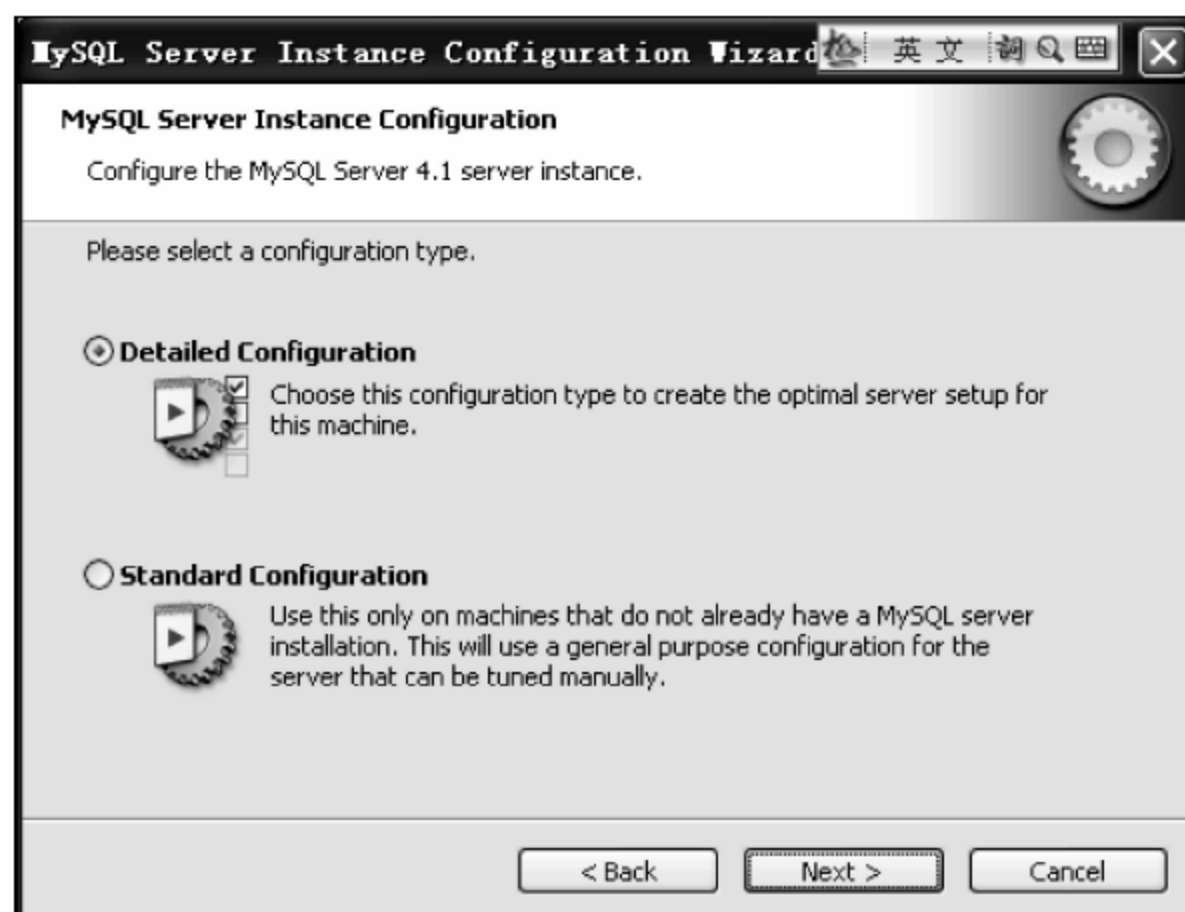 MySQL Server Instance Configuration Wizard
英 文 词
MySQL Server Instance Configuration
Configure the MySQL Server 4.1 server instance.
Please select a configuration type.
Detailed Configuration
Choose this configuration type to create the optimal server setup for
this machine.
Standard Configuration
Use this only on machines that do not already have a MySQL server
installation. This will use a general purpose configuration for the
server that can be tuned manually.
< Back
Next >
Cancel